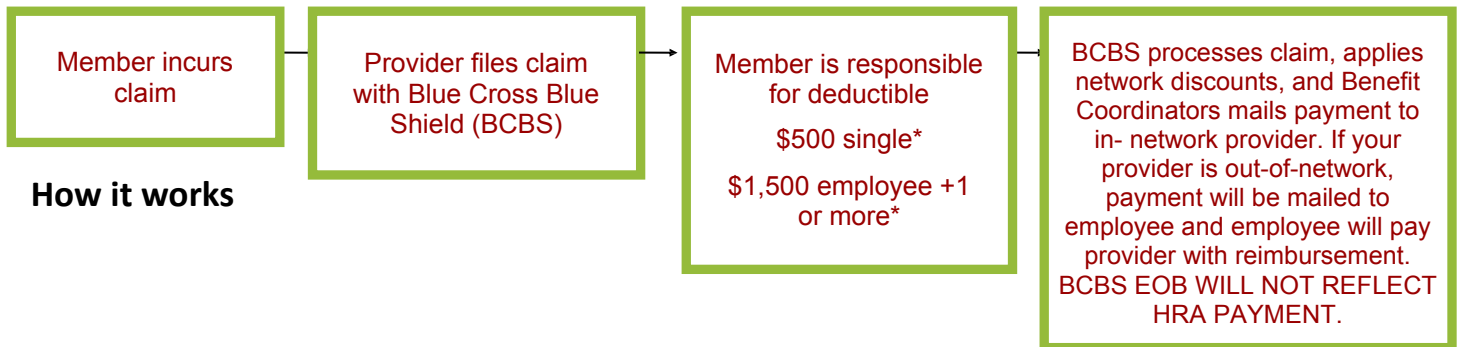 Member incurs
claim
Provider files claim
with Blue Cross Blue
Shield (BCBS)
Member is responsible
for deductible
$500 single*
$1,500 employee +1
or more*
BCBS processes claim, applies
network discounts, and Benefit
Coordinators mails payment to
in- network provider. If your
provider is out-of-network,
payment will be mailed to
employee and employee will pay
provider with reimbursement.
BCBS EOB WILL NOT REFLECT
HRA PAYMENT.
How it works